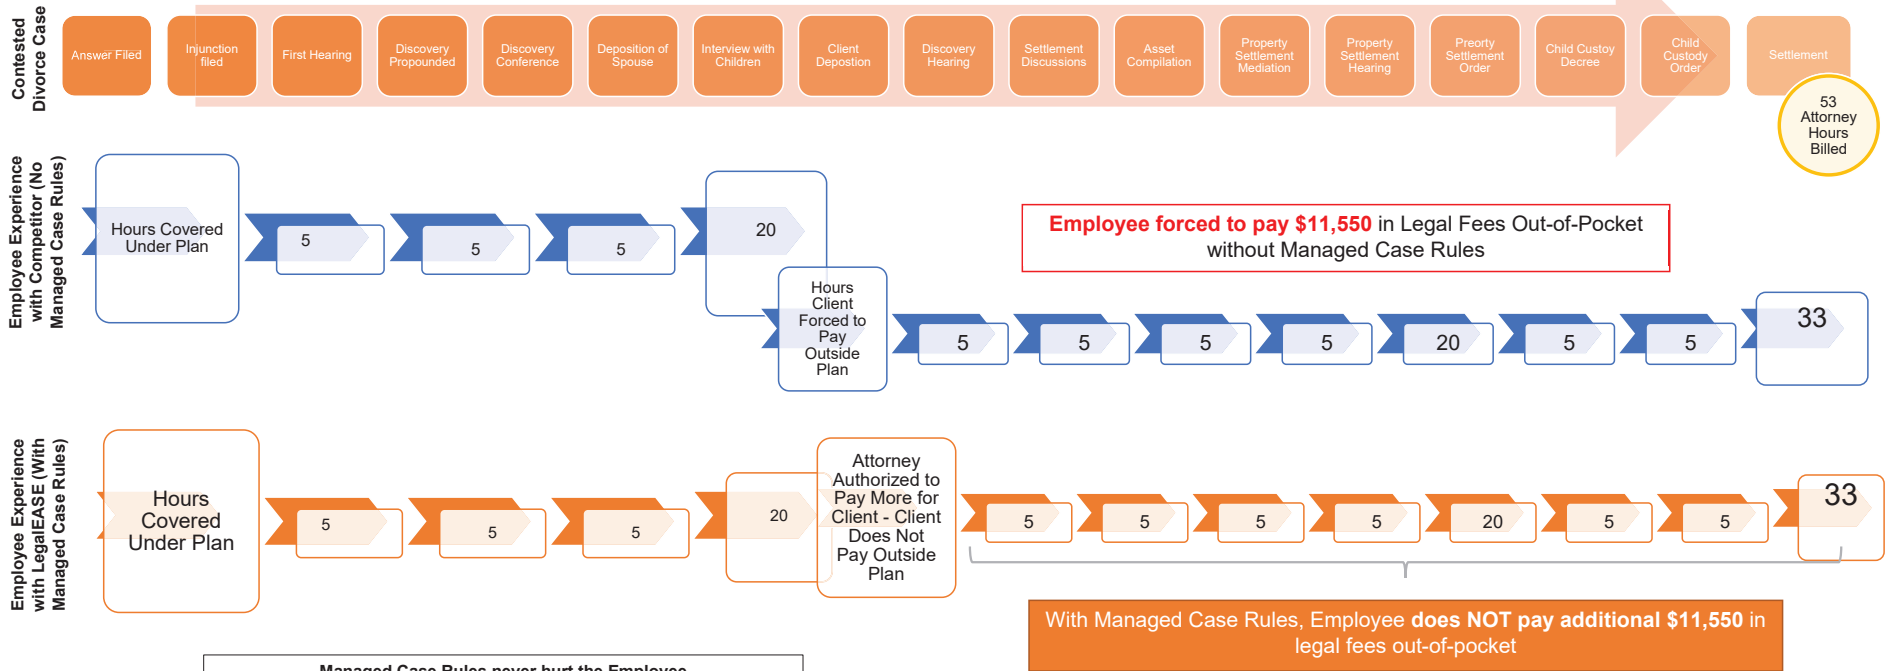 Contested
Divorce Case
Answer Filed
Injunction
filed
First Hearing
Discovery
Propounded
Discovery
Conference
Deposition of
Spouse
Interview with
Children
Client
Depostion
Discovery
Hearing
Settlement
Discussions
Asset
Compilation
Property
Settlement
Mediation
Property
Settlement
Hearing
Preorty
Settlement
Order
Child Custoy
Decree
Child
Custody
Order
Settlement
53
Attorney
Hours
Billed
Employee Experience
with Competitor (No
Managed Case Rules)
Hours Covered
Under Plan
5
5
5
20
Employee forced to pay $11,550 in Legal Fees Out-of-Pocket
without Managed Case Rules
Hours
Client
Forced to
Pay
Outside
Plan
5
5
5
5
20
5
5
33
Employee Experience
with LegalEASE (With
Managed Case Rules)
Hours
Covered
Under Plan
5
5
5
20
Attorney
Authorized to
Pay More for
Client - Client
Does Not
Pay Outside
Plan
5
5
5
5
20
5
5
33
With Managed Case Rules, Employee does NOT pay additional $11,550 in
legal fees out-of-pocket
Managed Case Rules never hurt the Employee